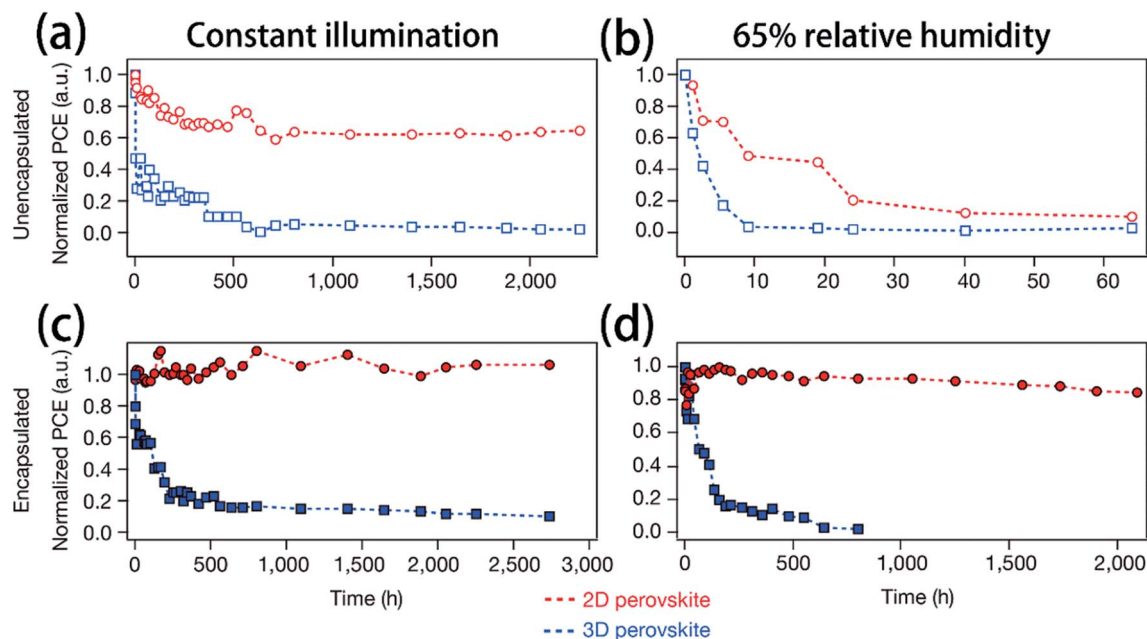 (a) Constant illumination
(b) 65% relative humidity
Unencapsulated
Normalized PCE (a.u.)
1.0
0.8
0.6
0.4
0.2
0.0
0 500 1,000 1,500 2,000
1.0
0.8
0.6
0.4
0.2
0.0
0 10 20 30 40 50 60
(c)
(d)
Encapsulated
Normalized PCE (a.u.)
1.0
0.8
0.6
0.4
0.2
0.0
0 500 1,000 1,500 2,000 2,500 3,000
Time (h)
1.0
0.8
0.6
0.4
0.2
0.0
0 500 1,000 1,500 2,000
Time (h)
2D perovskite
3D perovskite